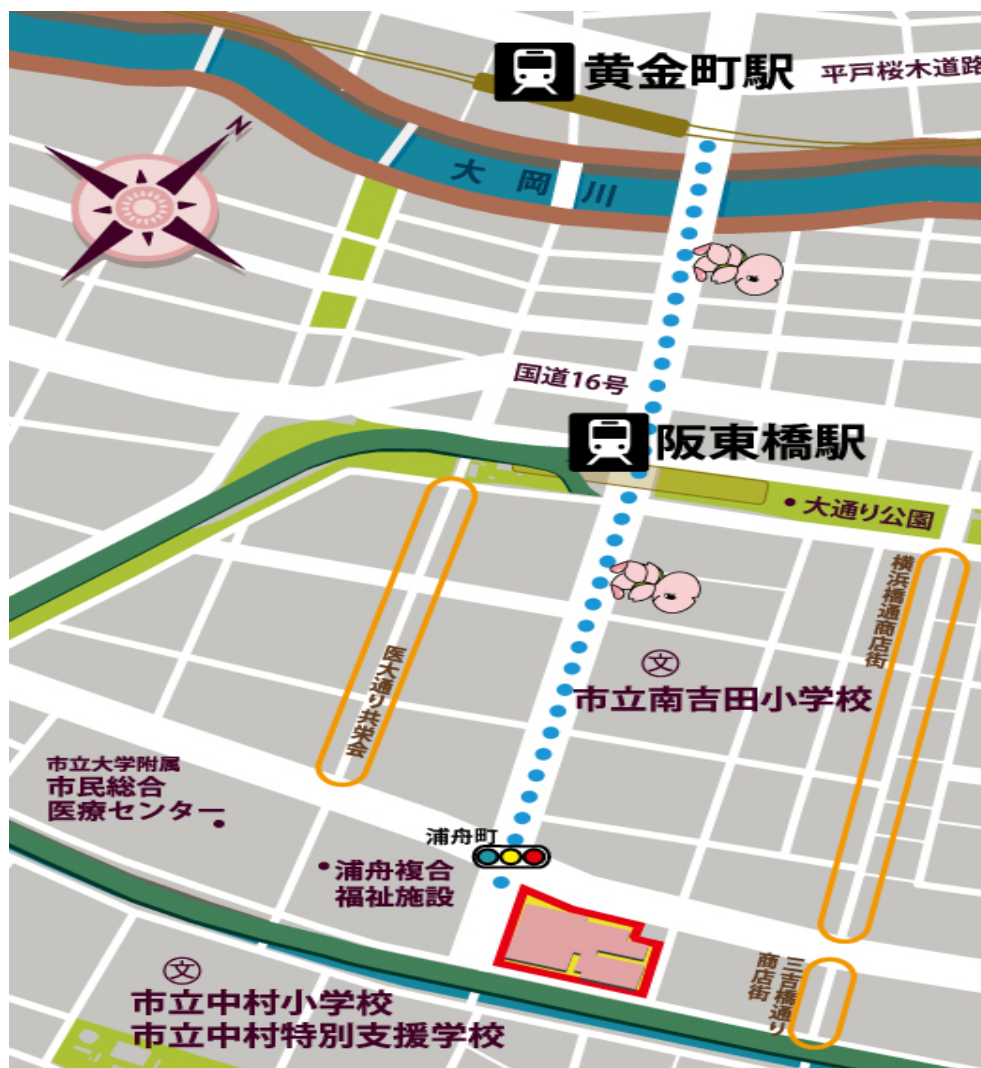 黄金町駅
平戸桜木道路
N
大岡川
国道16号
阪東橋駅
大通り公園
横浜橋通商店街
文
市立南吉田小学校
医大通り共栄会
市立大学附属
市民総合
医療センター
浦舟町
浦舟複合
福祉施設
三吉橋通り
商店街
文
市立中村小学校
市立中村特別支援学校